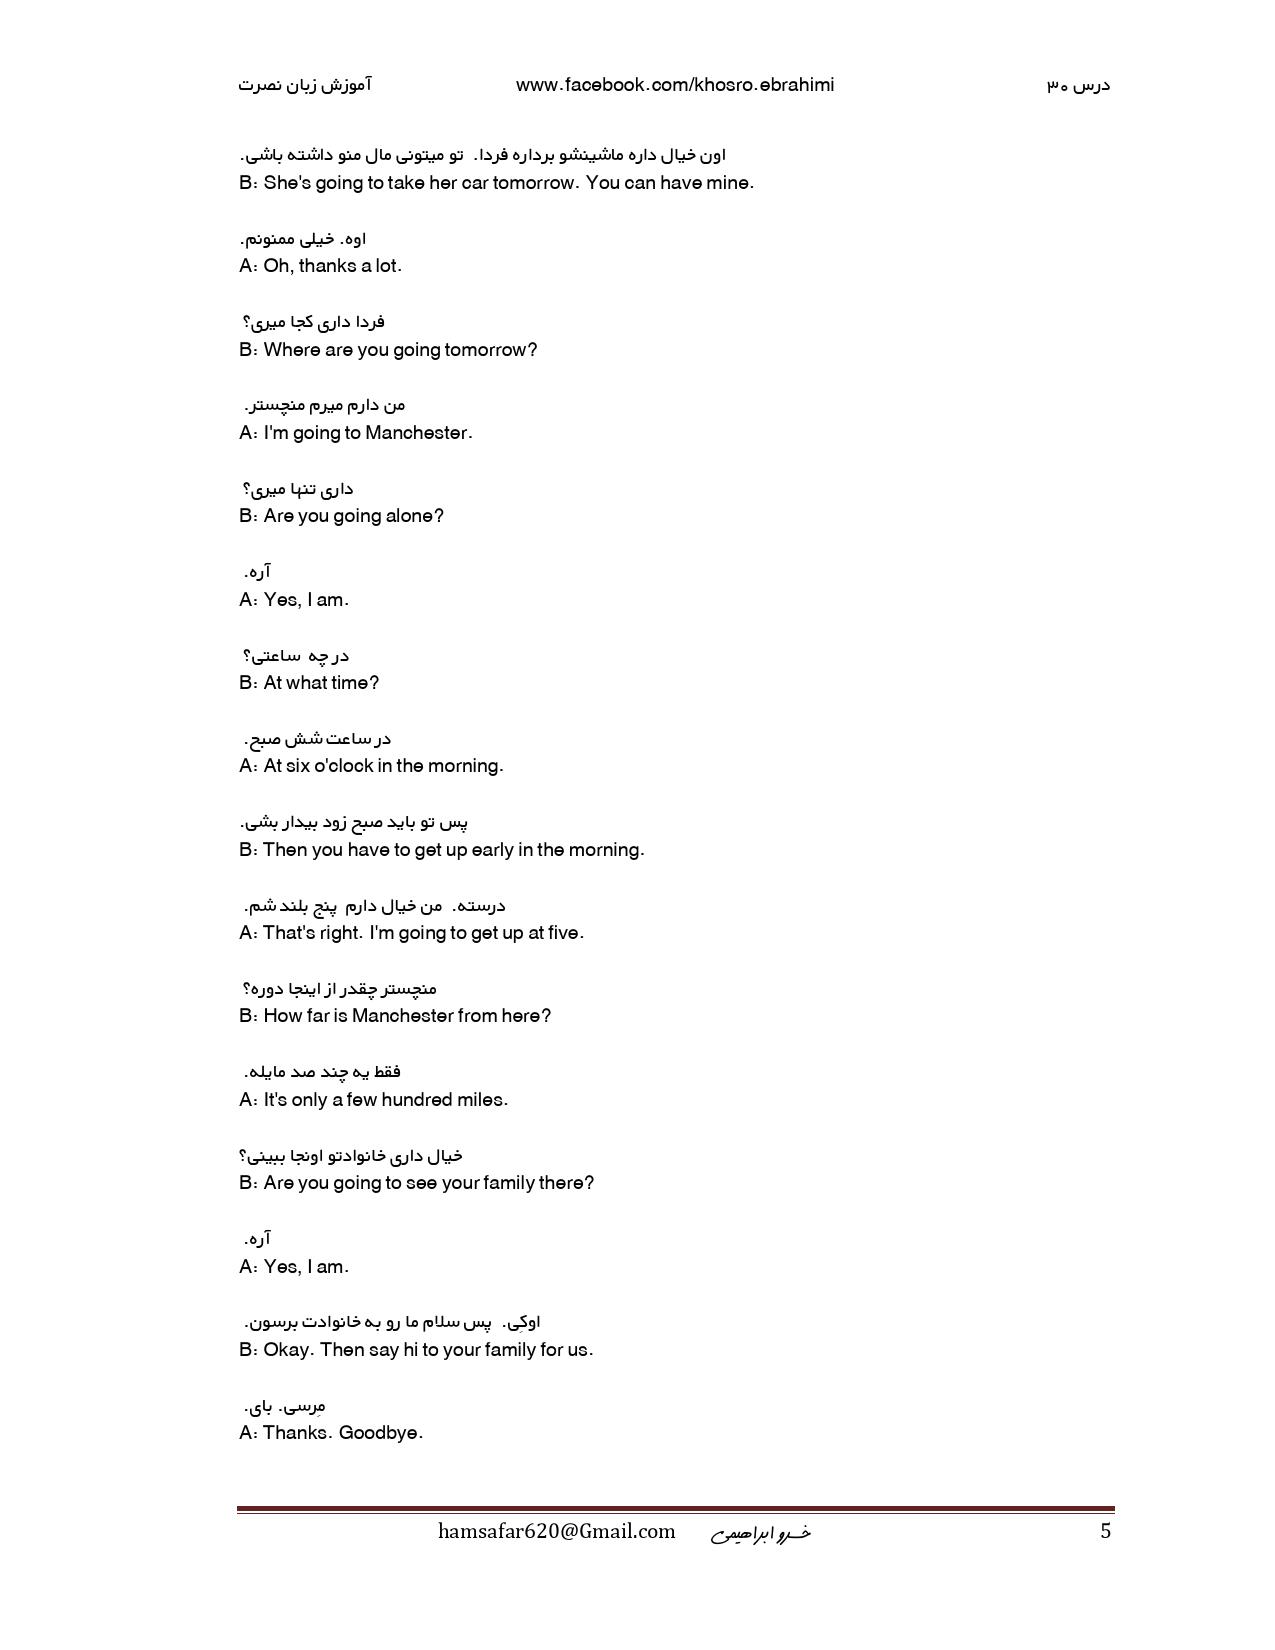 درس ۳۰ www.facebook.com/khosro.ebrahimi آموزش زبان نصرت
اون خیال داره ماشینشو برداره فردا. تو میتونی مال منو داشته باشی.
B: She's going to take her car tomorrow. You can have mine.
اوه. خیلی ممنونم.
A: Oh, thanks a lot.
فردا داری کجا میری؟
B: Where are you going tomorrow?
من دارم میرم منچستر.
A: I'm going to Manchester.
داری تنها میری؟
B: Are you going alone?
آره.
A: Yes, I am.
در چه ساعتی؟
B: At what time?
در ساعت شش صبح.
A: At six o'clock in the morning.
پس تو باید صبح زود بیدار بشی.
B: Then you have to get up early in the morning.
درسته. من خیال دارم پنج بلند شم.
A: That's right. I'm going to get up at five.
منچستر چقدر از اینجا دوره؟
B: How far is Manchester from here?
فقط یه چند صد مایله.
A: It's only a few hundred miles.
خیال داری خانوادتو اونجا ببینی؟
B: Are you going to see your family there?
آره.
A: Yes, I am.
اوکِی. پس سلام ما رو به خانوادت برسون.
B: Okay. Then say hi to your family for us.
مِرسی. بای.
A: Thanks. Goodbye.
hamsafar620@Gmail.com خسرو ابراهیمی 5